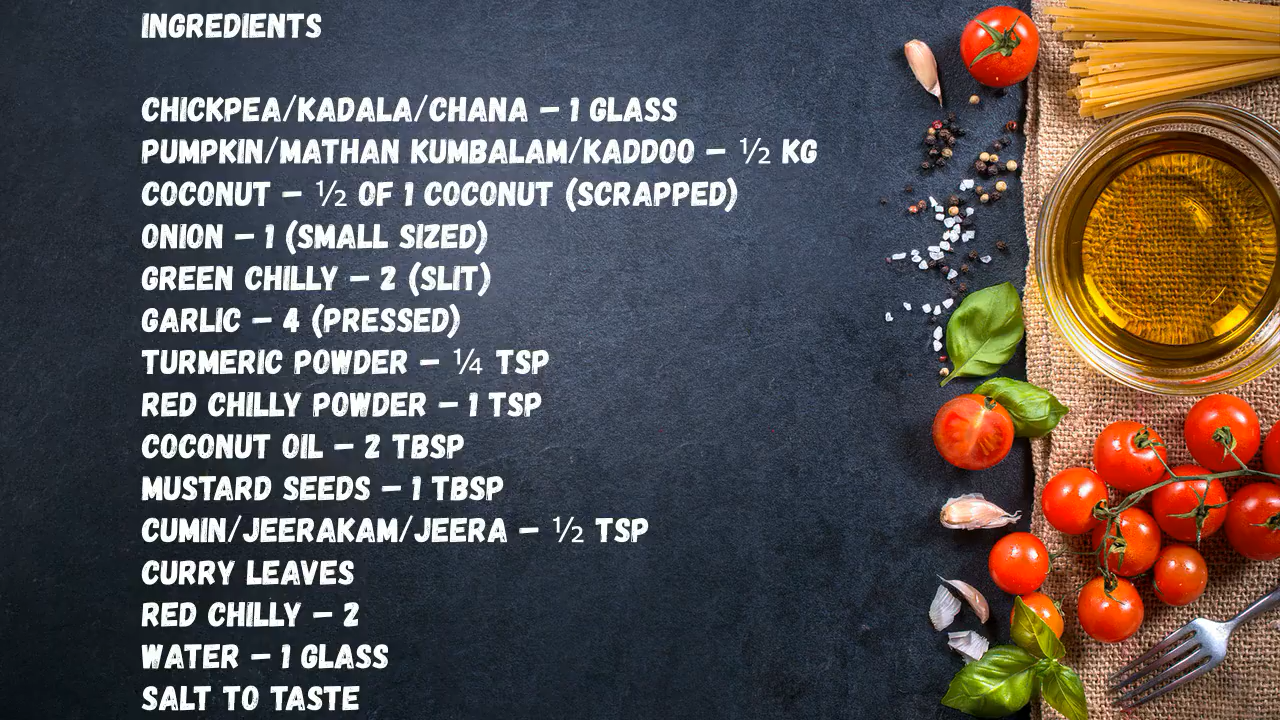 INGREDIENTS
CHICKPEA/KADALA/CHANA – 1 GLASS
PUMPKIN/MATHAN KUMBALAM/KADDOO – ½ KG
COCONUT – ½ OF 1 COCONUT (SCRAPPED)
ONION – 1 (SMALL SIZED)
GREEN CHILLY – 2 (SLIT)
GARLIC – 4 (PRESSED)
TURMERIC POWDER – ¼ TSP
RED CHILLY POWDER – 1 TSP
COCONUT OIL – 2 TBSP
MUSTARD SEEDS – 1 TBSP
CUMIN/JEERAKAM/JEERA – ½ TSP
CURRY LEAVES
RED CHILLY – 2
WATER – 1 GLASS
SALT TO TASTE